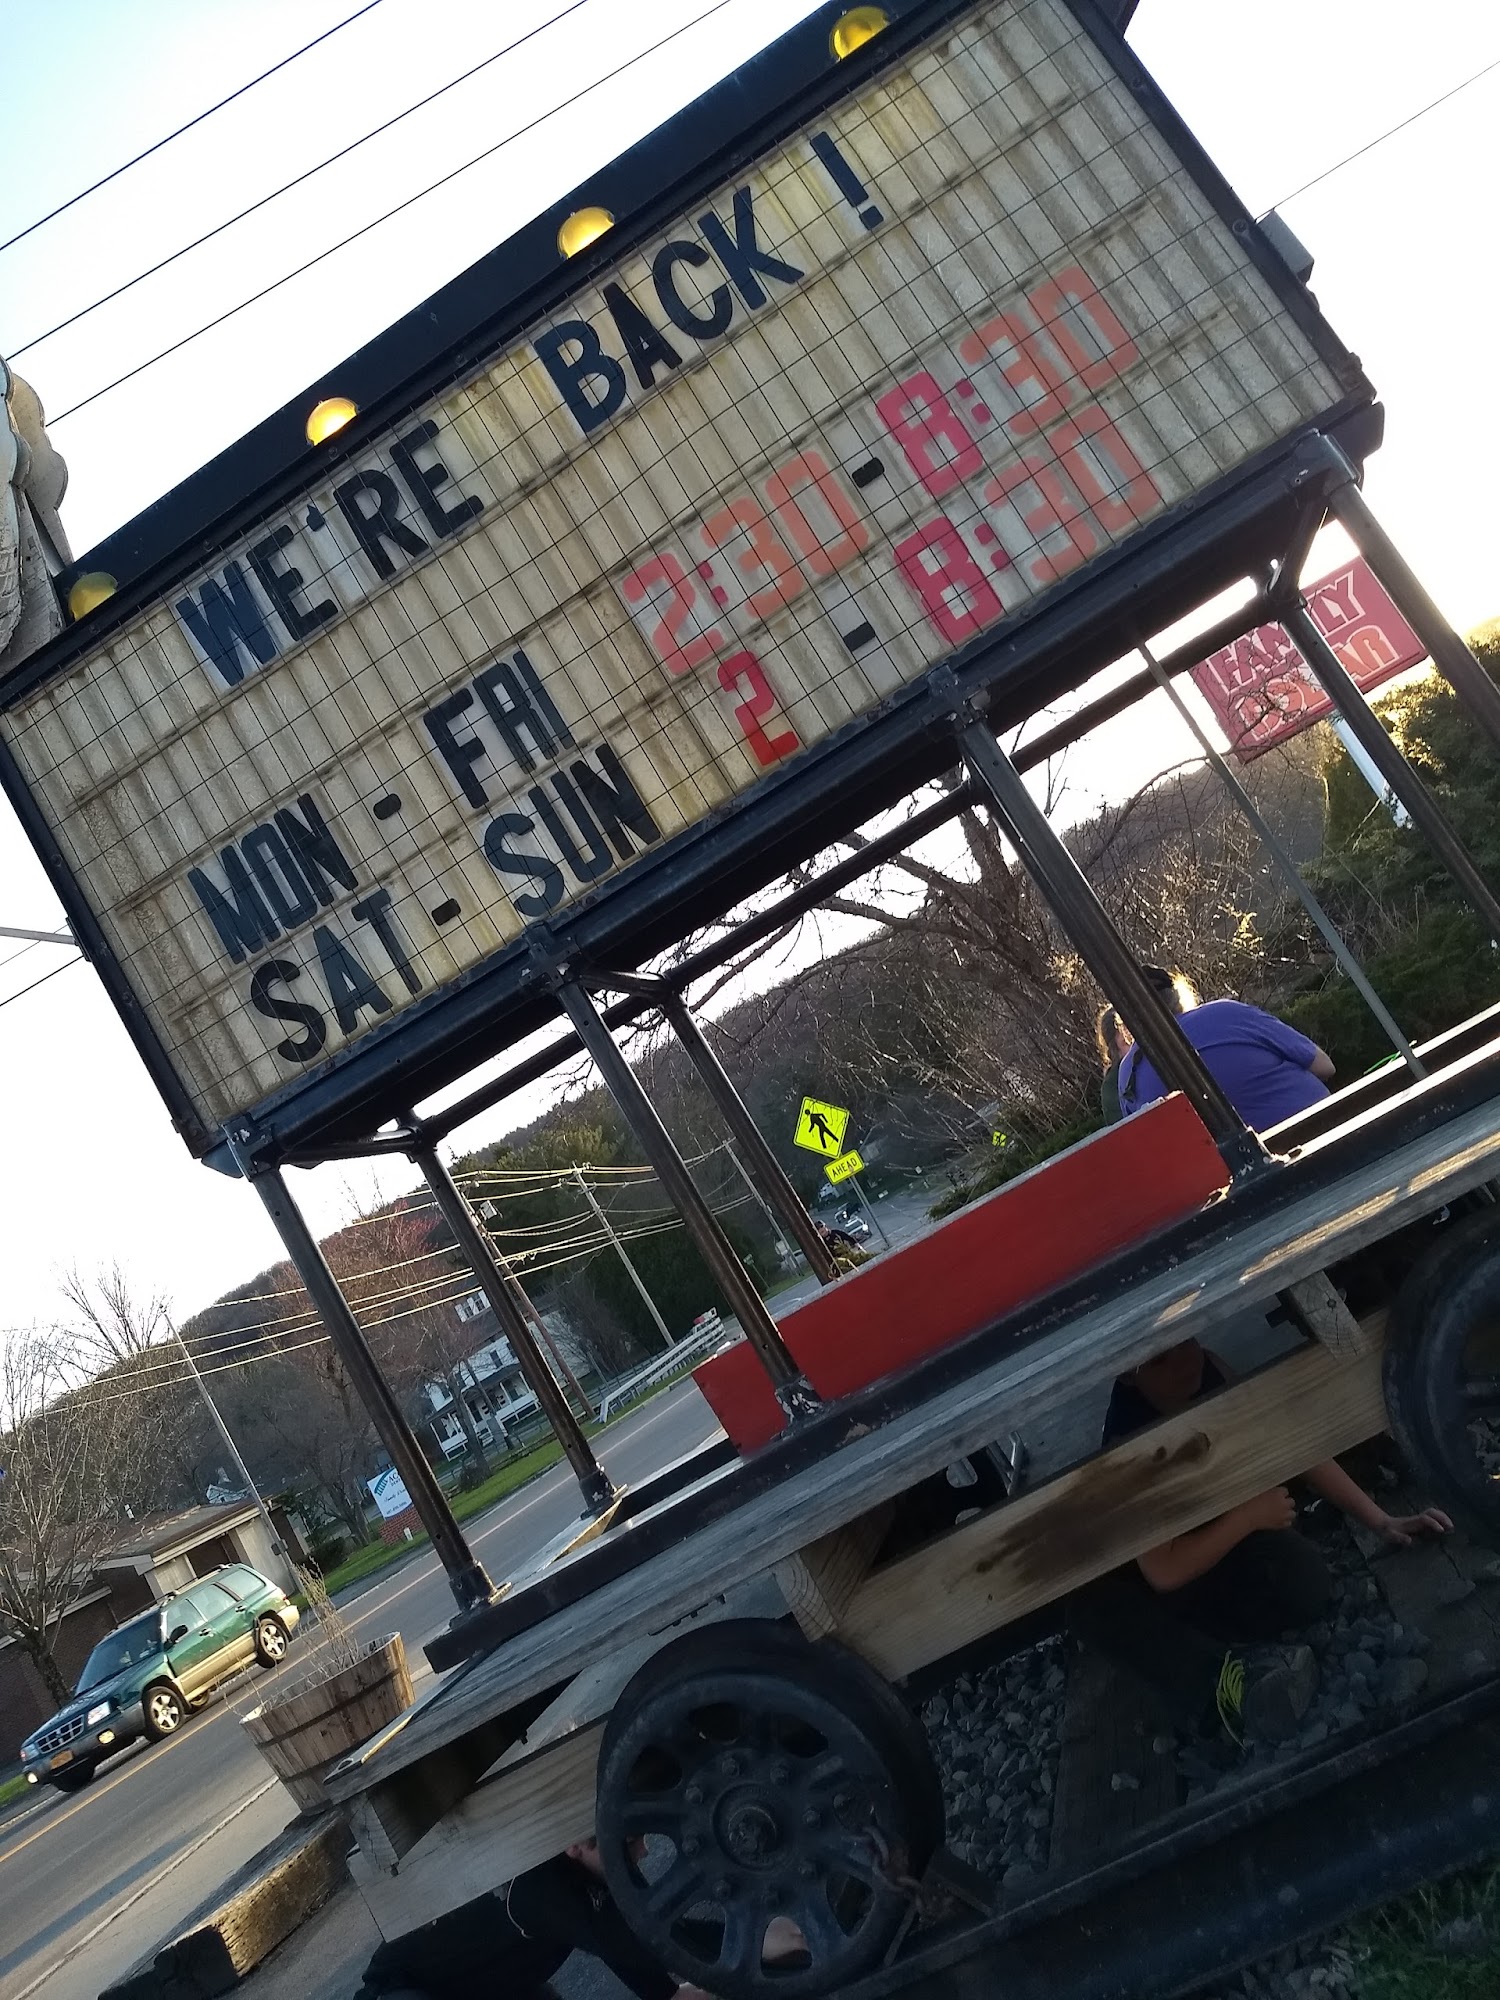 WE'RE BACK !
MON - FRI 2:30-8:30
SAT - SUN 2 - 8:30
FAMILY
DOLLAR
AHEAD